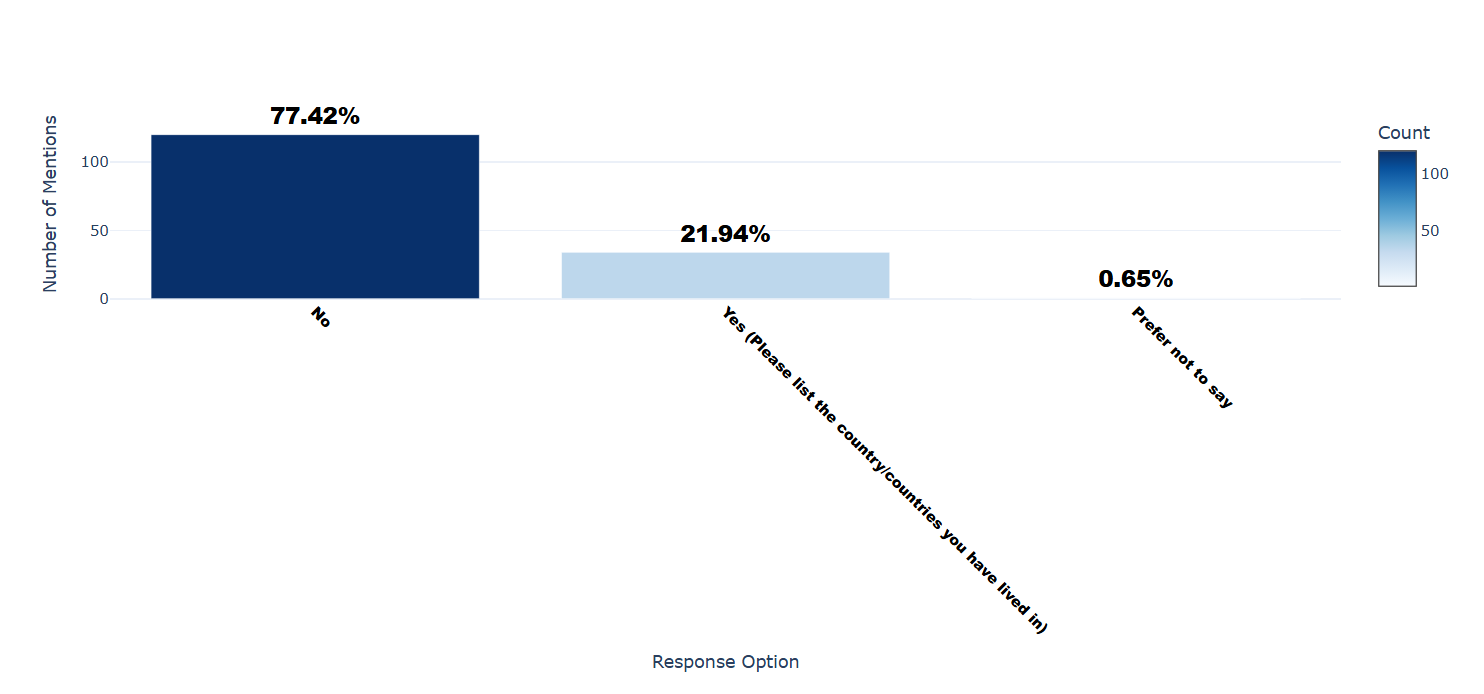 77.42%
21.94%
0.65%
Number of Mentions
100
50
0
No
Yes (Please list the country/countries you have lived in)
Prefer not to say
Response Option
Count
100
50